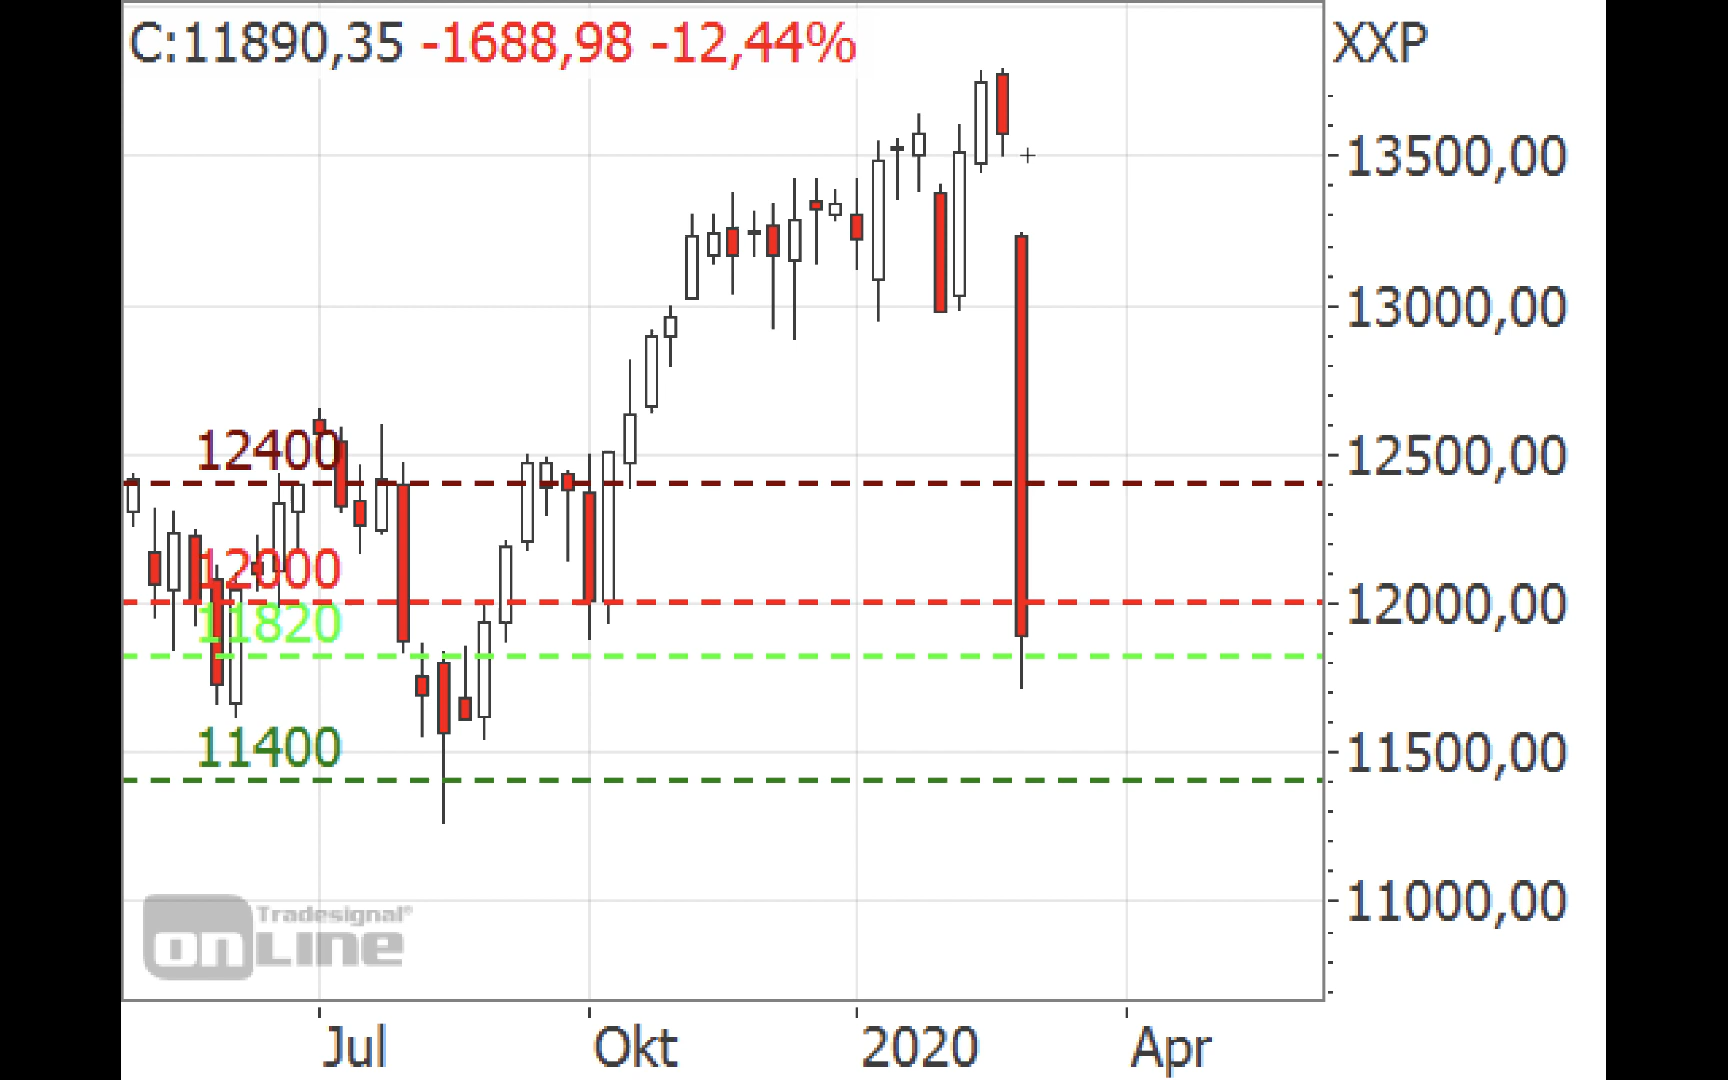 C:11890,35 -1688,98 -12,44% XXP
13500,00
13000,00
12400
12500,00
12000
12000,00
11820
11400
11500,00
11000,00
Tradesignal®
onLine
Jul Okt 2020 Apr